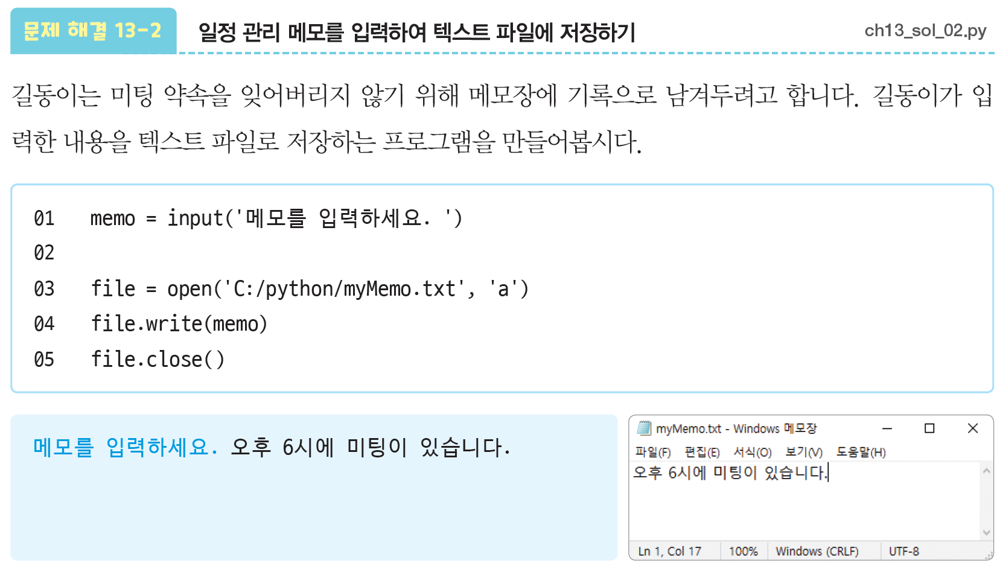 문제 해결 13-2 일정 관리 메모를 입력하여 텍스트 파일에 저장하기 ch13_sol_02.py
길동이는 미팅 약속을 잊어버리지 않기 위해 메모장에 기록으로 남겨두려고 합니다. 길동이가 입
력한 내용을 텍스트 파일로 저장하는 프로그램을 만들어봅시다.
01 memo = input('메모를 입력하세요. ')
02
03 file = open('C:/python/myMemo.txt', 'a')
04 file.write(memo)
05 file.close()
메모를 입력하세요. 오후 6시에 미팅이 있습니다.
myMemo.txt - Windows 메모장
파일(F) 편집(E) 서식(O) 보기(V) 도움말(H)
오후 6시에 미팅이 있습니다.
Ln 1, Col 17 100% Windows (CRLF) UTF-8